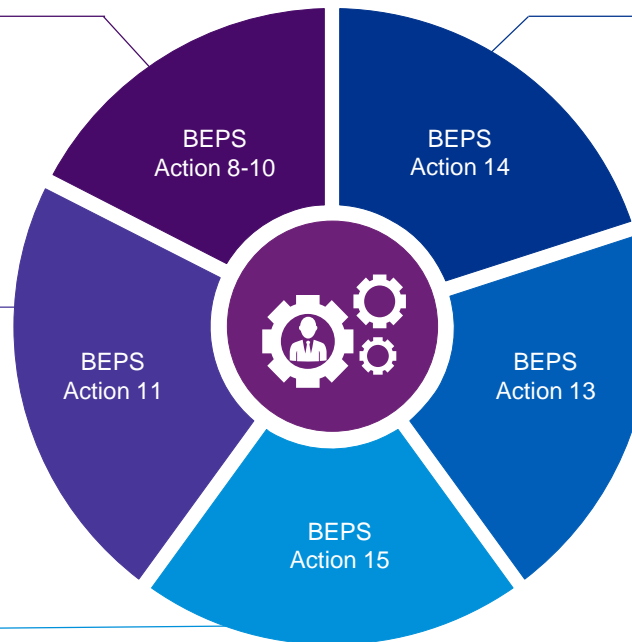 BEPS
Action 8-10
BEPS
Action 14
BEPS
Action 11
BEPS
Action 13
BEPS
Action 15